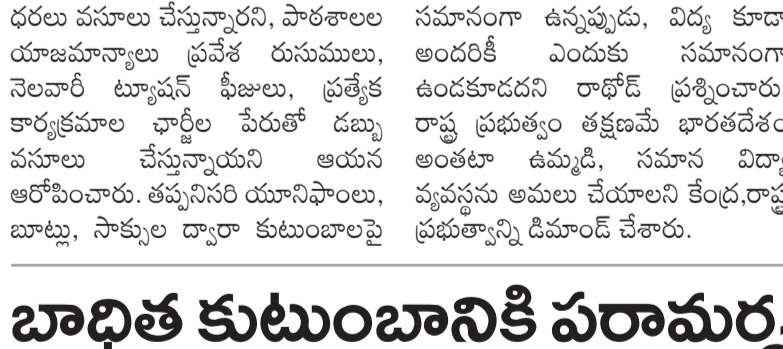 ధరలు వసూలు చేస్తున్నారని, పాఠశాలల
యాజమాన్యాలు ప్రవేశ రుసుములు,
నెలవారీ ట్యూషన్ ఫీజులు, ప్రత్యేక
కార్యక్రమాల ఛార్జీల పేరుతో డబ్బు
వసూలు చేస్తున్నాయని ఆయన
ఆరోపించారు. తప్పనిసరి యూనిఫాంలు,
బూట్లు, సాక్సుల ద్వారా కుటుంబాలపై
సమానంగా ఉన్నప్పుడు, విద్య కూడా
అందరికీ ఎందుకు సమానంగా
ఉండకూడదని రాథోడ్ ప్రశ్నించారు
రాష్ట్ర ప్రభుత్వం తక్షణమే భారతదేశం
అంతటా ఉమ్మడి, సమాన విద్యా
వ్యవస్థను అమలు చేయాలని కేంద్ర,రాష్ట్ర
ప్రభుత్వాన్ని డిమాండ్ చేశారు.
బాధిత కుటుంబానికి పరామర్శ